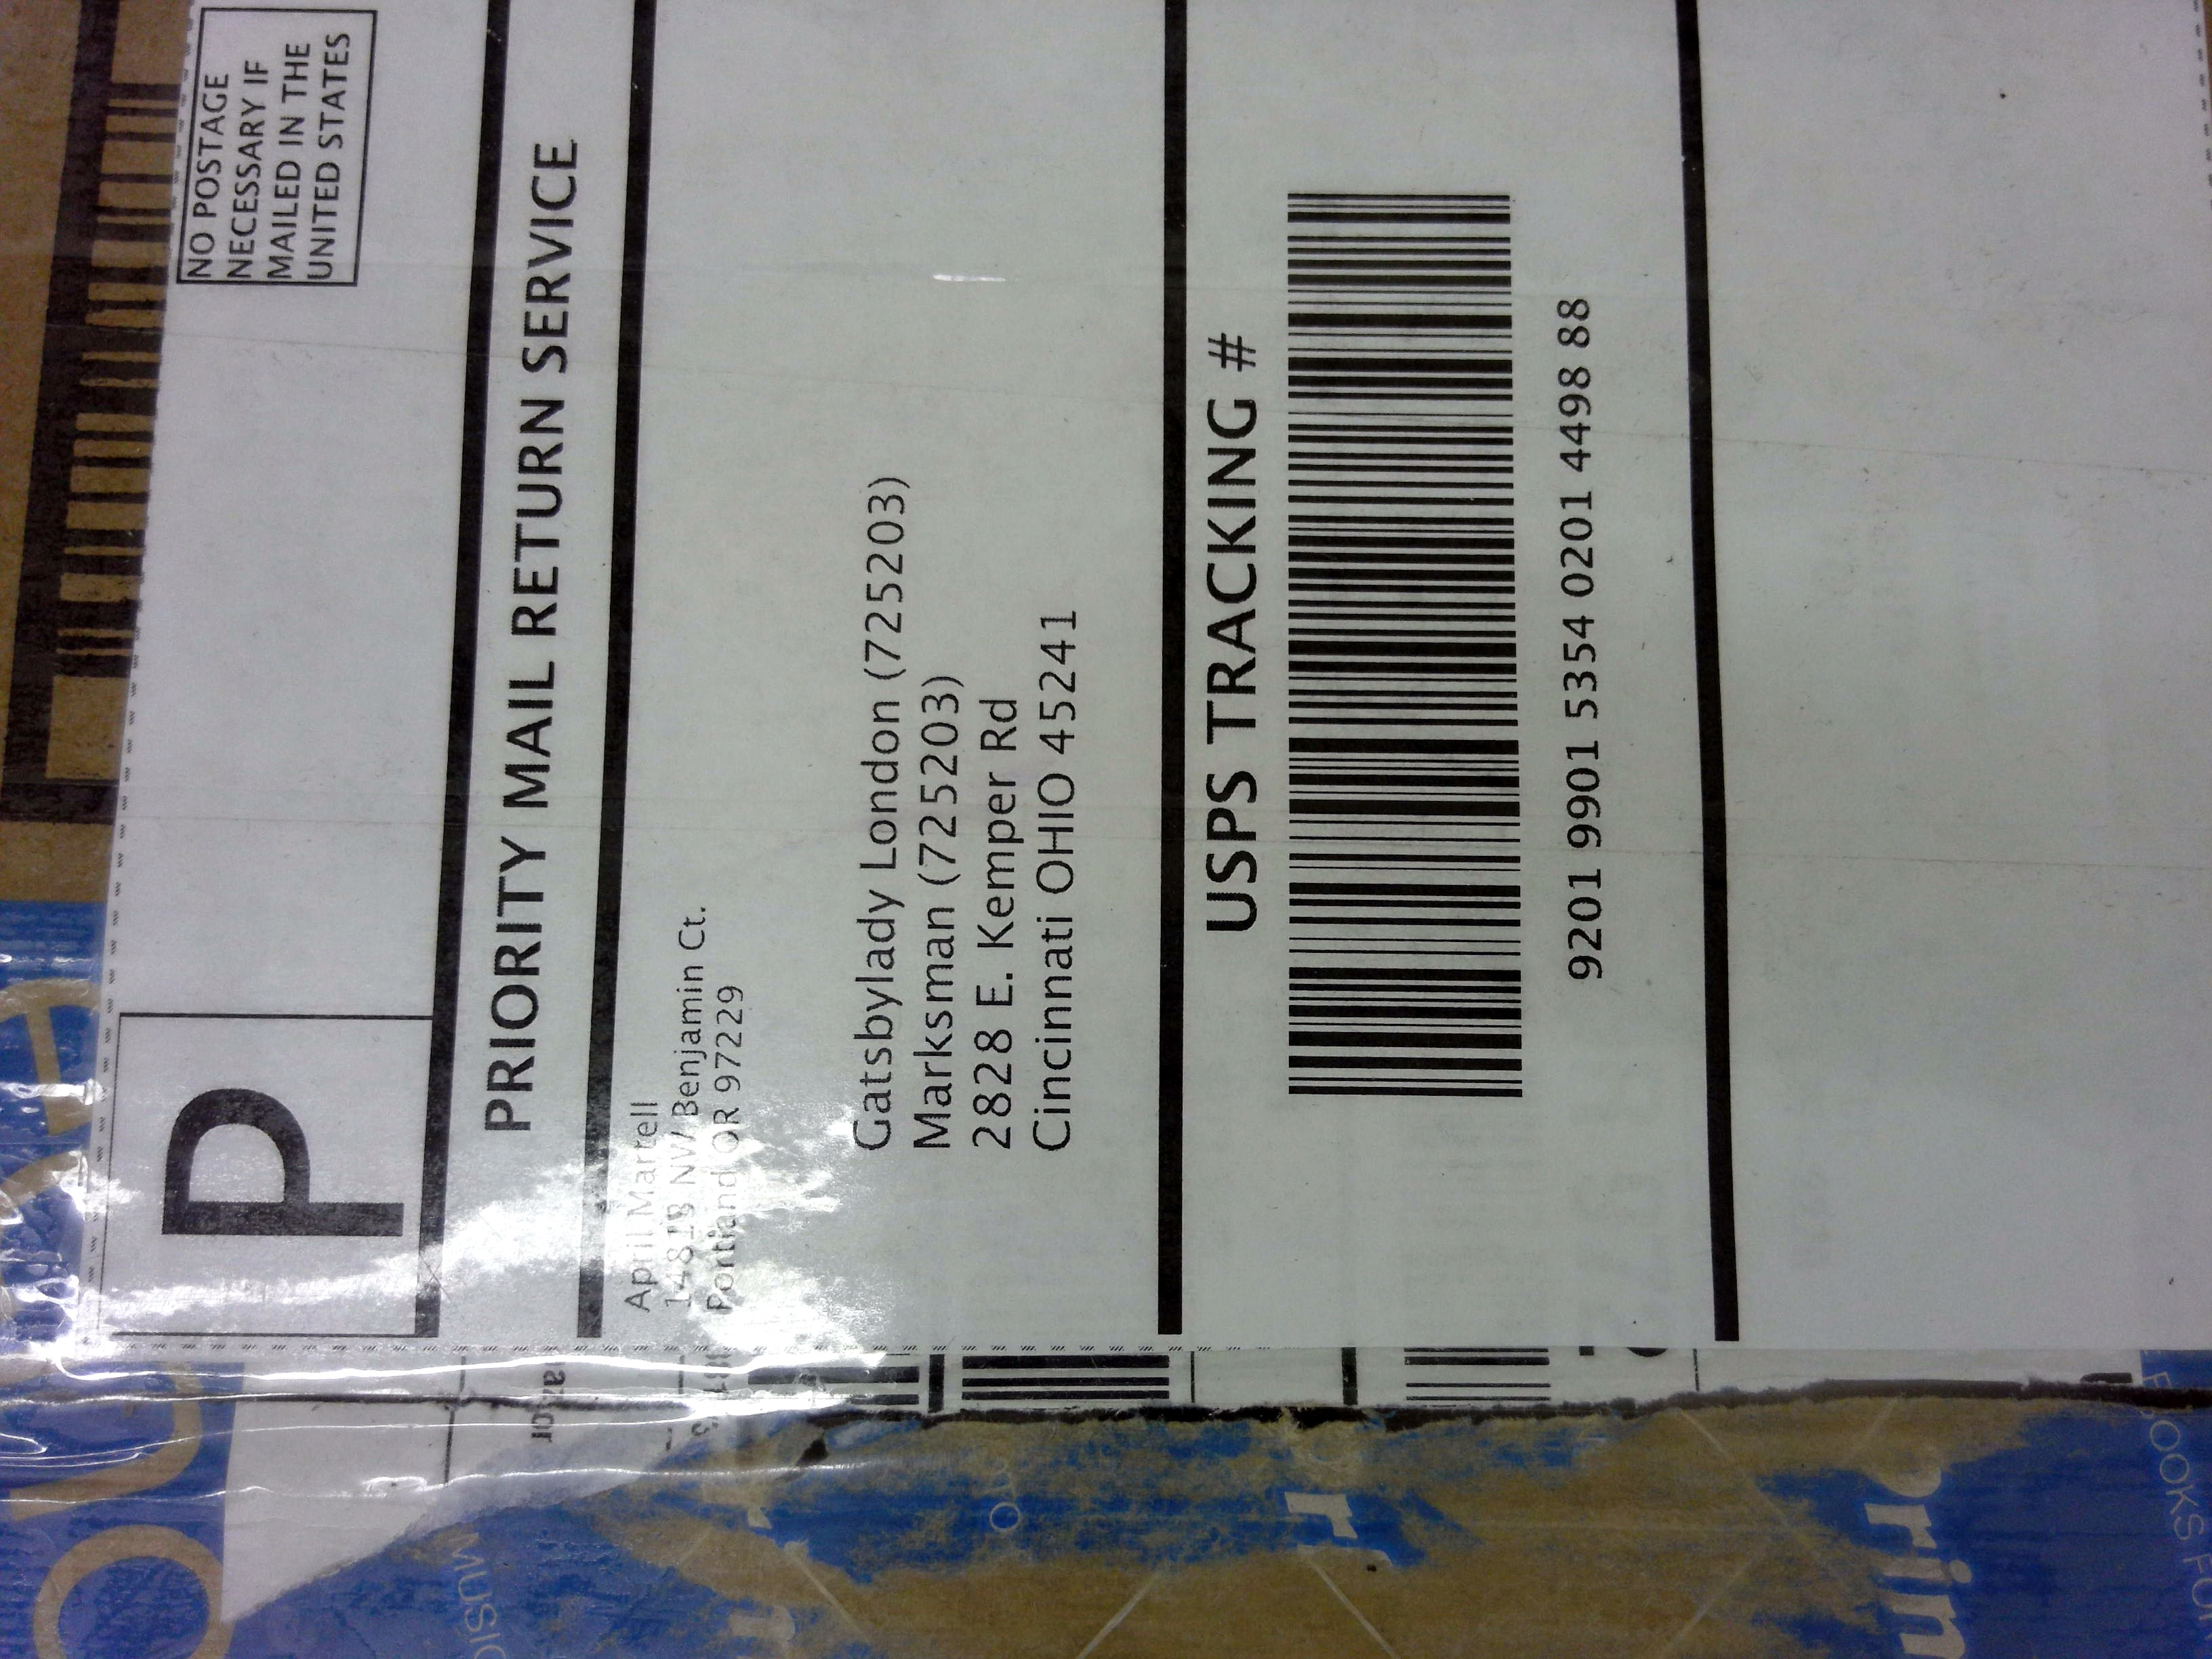 P
NO POSTAGE
NECESSARY IF
MAILED IN THE
UNITED STATES
PRIORITY MAIL RETURN SERVICE
April Martell
14818 NW Benjamin Ct.
Portland OR 97229
Gatsbylady London (725203)
Marksman (725203)
2828 E. Kemper Rd
Cincinnati OHIO 45241
USPS TRACKING #
9201 9901 5354 0201 4498 88
MUSIC
prim